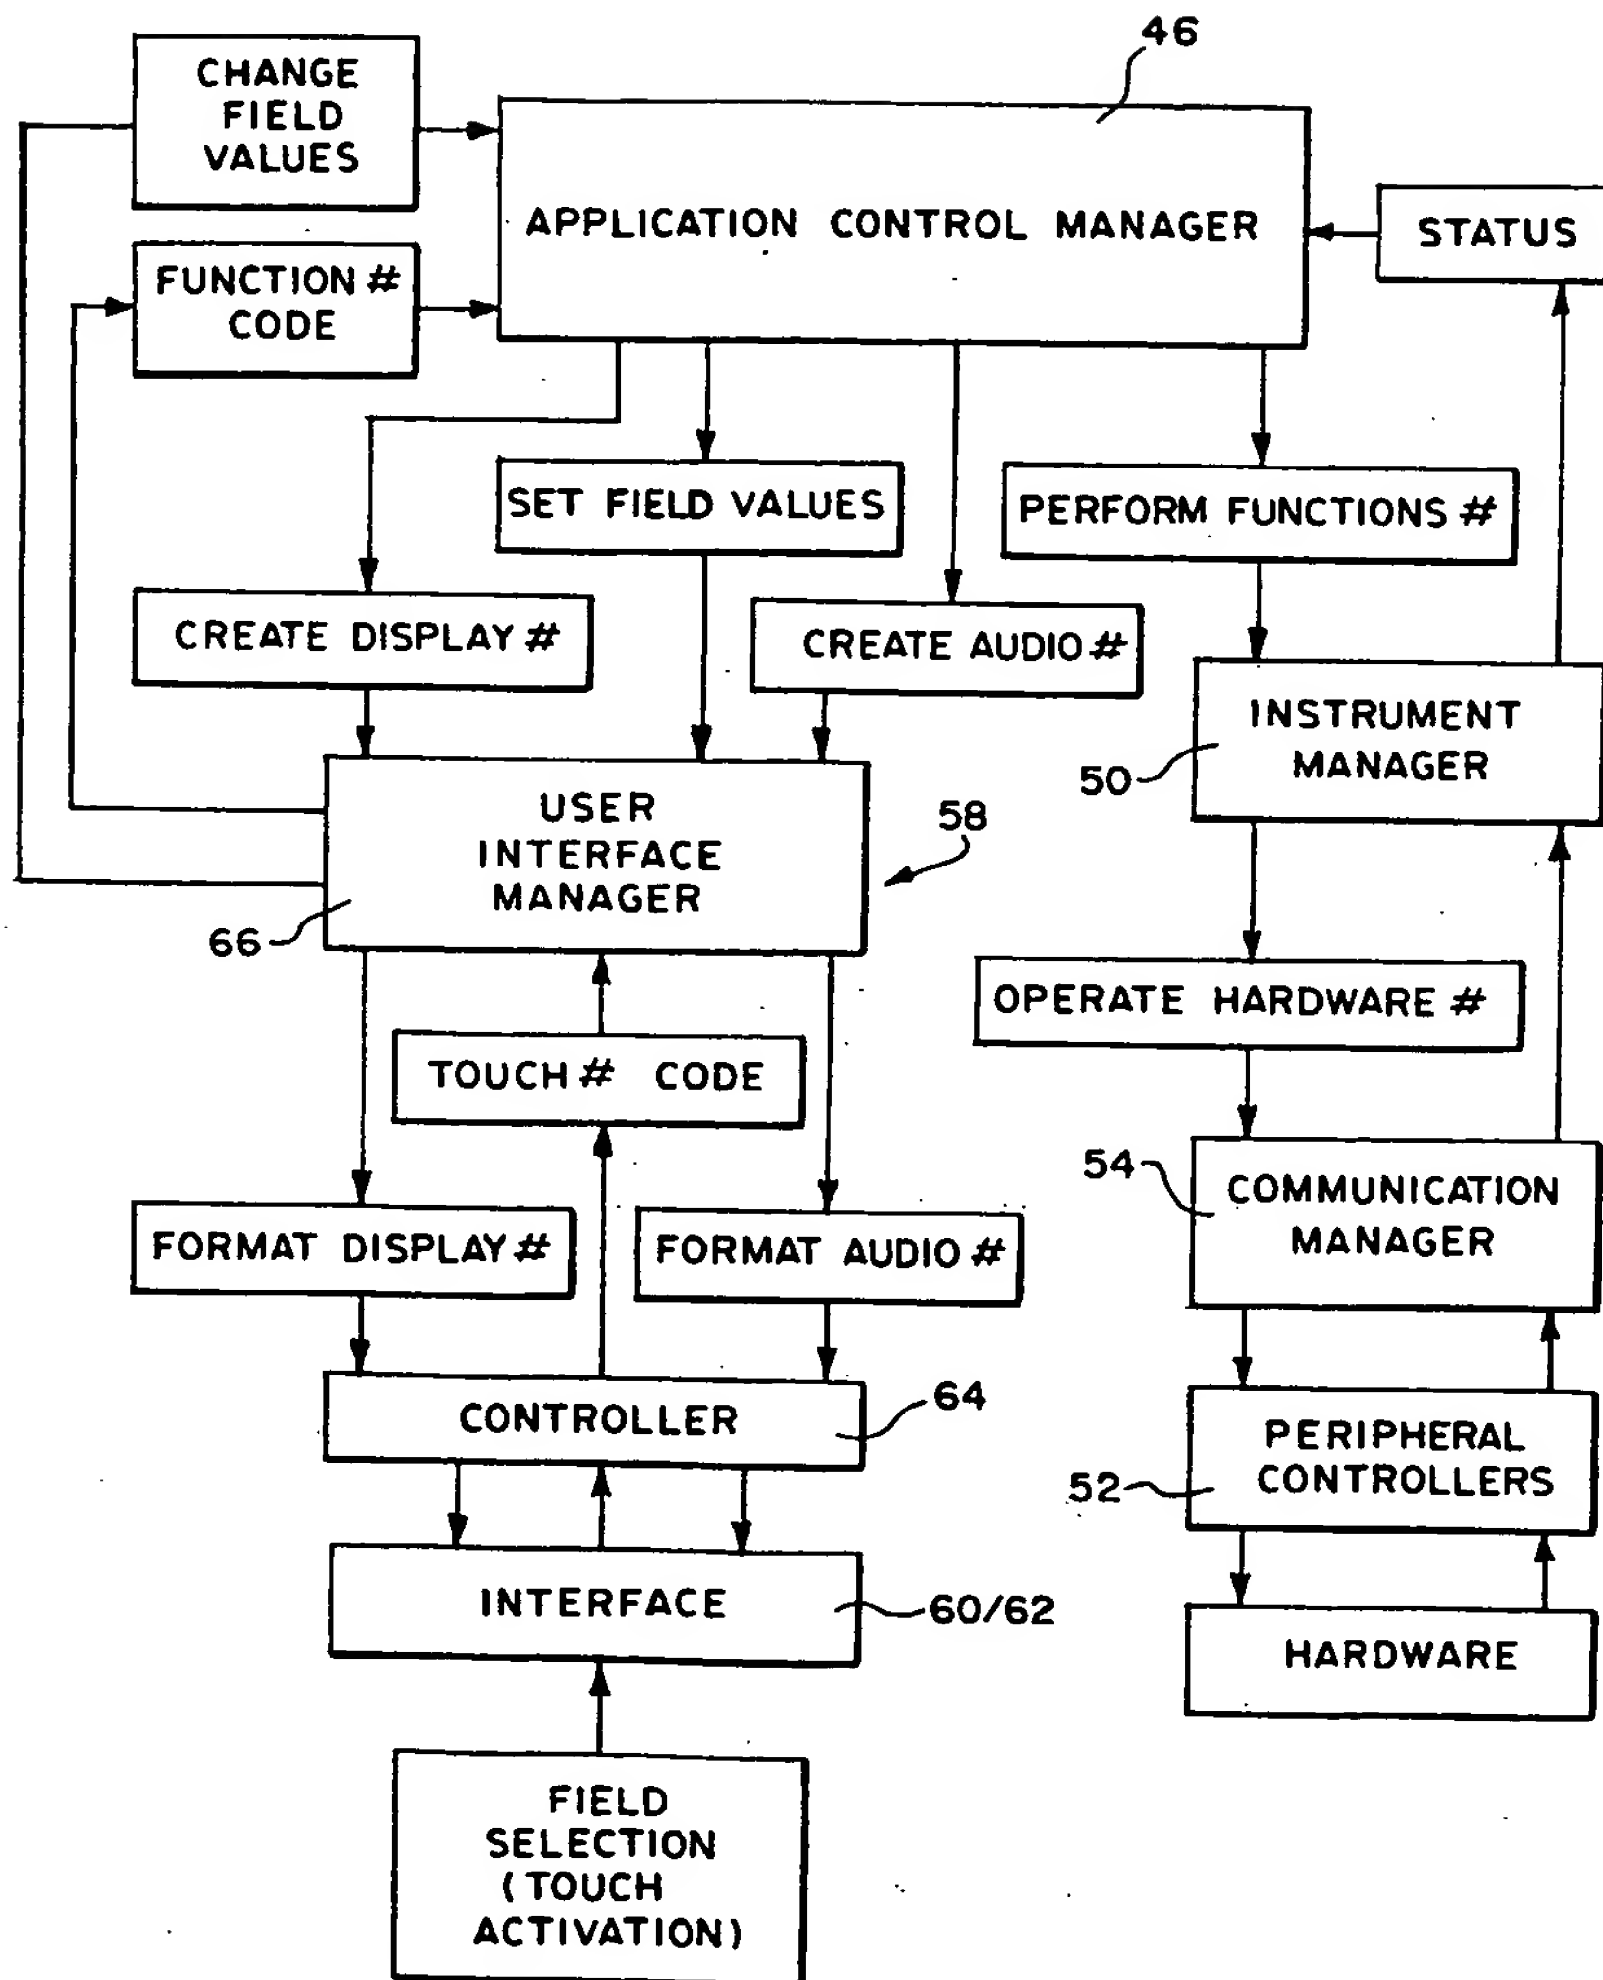 46
CHANGE
FIELD
VALUES
APPLICATION CONTROL MANAGER
STATUS
FUNCTION #
CODE
SET FIELD VALUES
PERFORM FUNCTIONS #
CREATE DISPLAY #
CREATE AUDIO #
INSTRUMENT
MANAGER
50
USER
INTERFACE
MANAGER
58
66
OPERATE HARDWARE #
TOUCH # CODE
54
COMMUNICATION
MANAGER
FORMAT DISPLAY #
FORMAT AUDIO #
CONTROLLER
64
PERIPHERAL
CONTROLLERS
52
INTERFACE
60/62
HARDWARE
FIELD
SELECTION
(TOUCH
ACTIVATION)